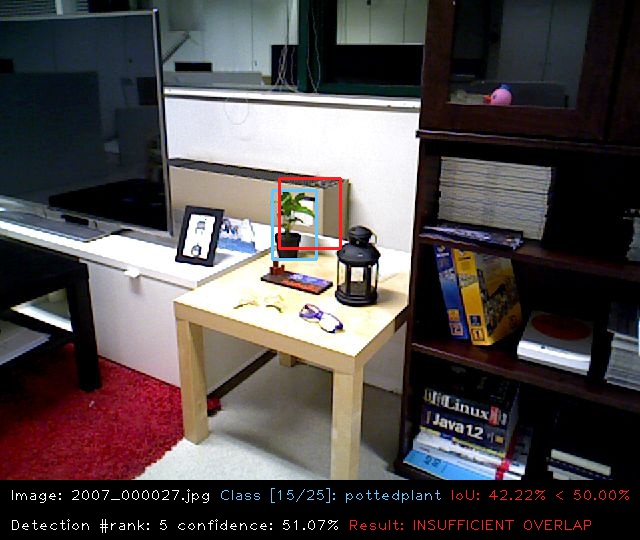 Linux
Java 1.2
Image: 2007_000027.jpg Class [15/25]: pottedplant IoU: 42.22% < 50.00%
Detection #rank: 5 confidence: 51.07% Result: INSUFFICIENT OVERLAP